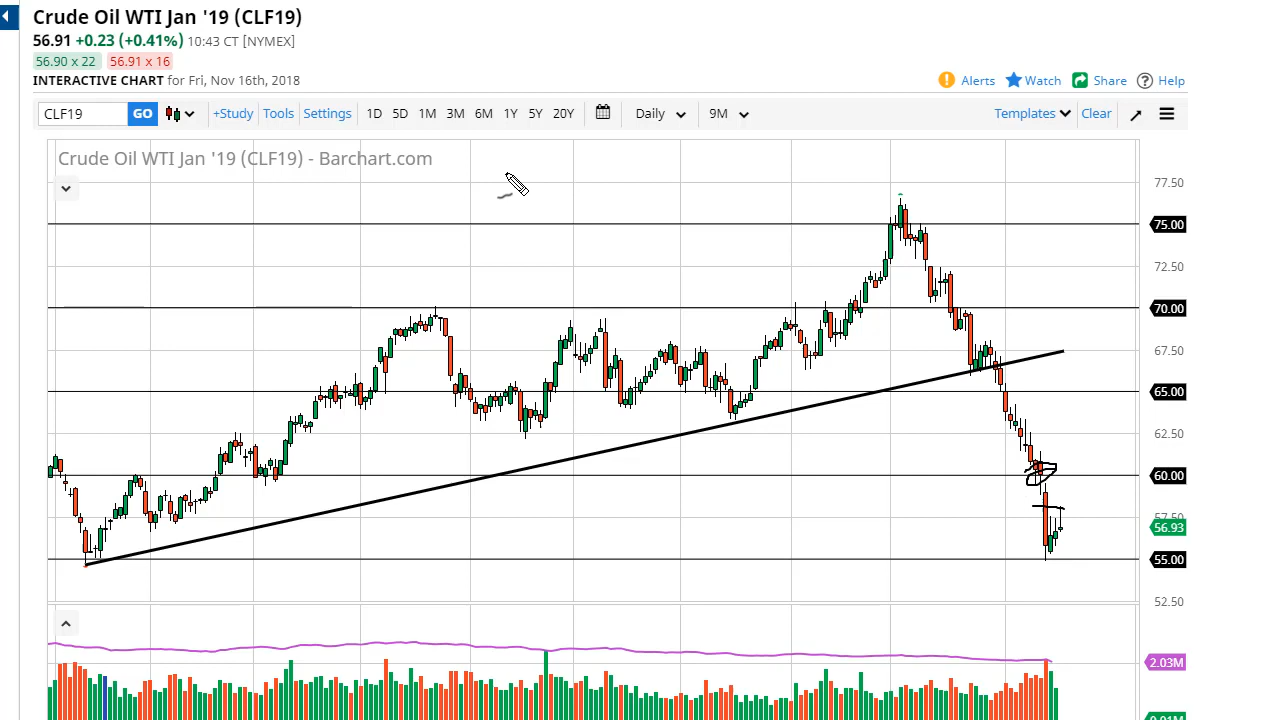 Crude Oil WTI Jan '19 (CLF19)
56.91 +0.23 (+0.41%) 10:43 CT [NYMEX]
56.90 x 22 56.91 x 16
INTERACTIVE CHART for Fri, Nov 16th, 2018
Alerts Watch Share Help
CLF19 GO +Study Tools Settings 1D 5D 1M 3M 6M 1Y 5Y 20Y Daily 9M Templates Clear
Crude Oil WTI Jan '19 (CLF19) - Barchart.com
77.50
75.00
72.50
70.00
67.50
65.00
62.50
60.00
57.50
56.93
55.00
52.50
2.03M
0.01M